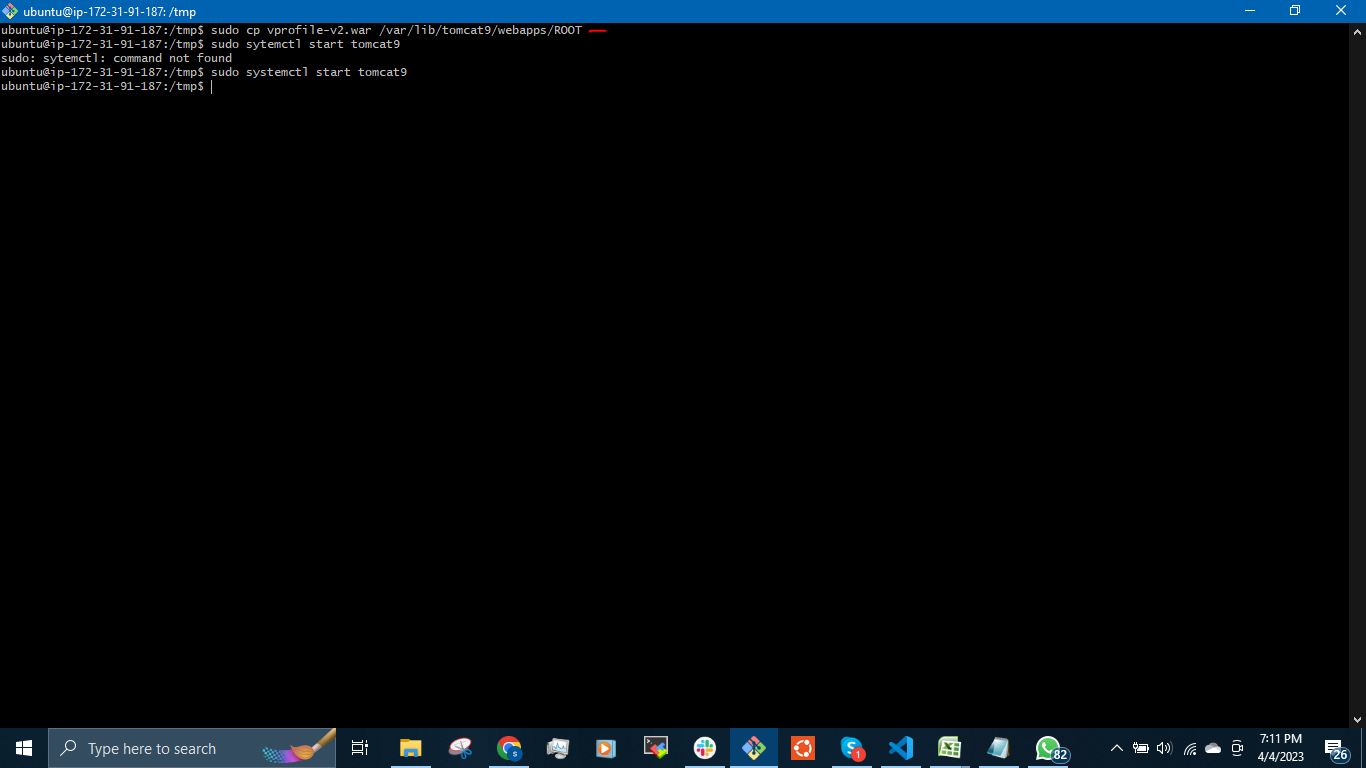 ubuntu@ip-172-31-91-187: /tmp
ubuntu@ip-172-31-91-187:/tmp$ sudo cp vprofile-v2.war /var/lib/tomcat9/webapps/ROOT
ubuntu@ip-172-31-91-187:/tmp$ sudo sytemctl start tomcat9
sudo: sytemctl: command not found
ubuntu@ip-172-31-91-187:/tmp$ sudo systemctl start tomcat9
ubuntu@ip-172-31-91-187:/tmp$
Type here to search
S
1
82
7:11 PM
4/4/2023
26